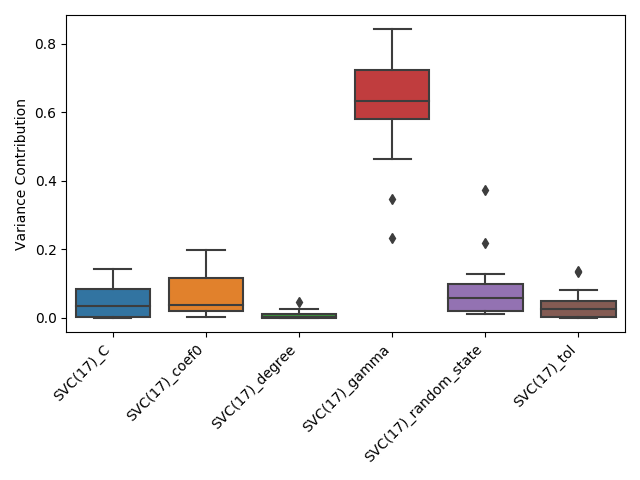 Variance Contribution
0.8
0.6
0.4
0.2
0.0
SVC(17)_C
SVC(17)_coef0
SVC(17)_degree
SVC(17)_gamma
SVC(17)_random_state
SVC(17)_tol